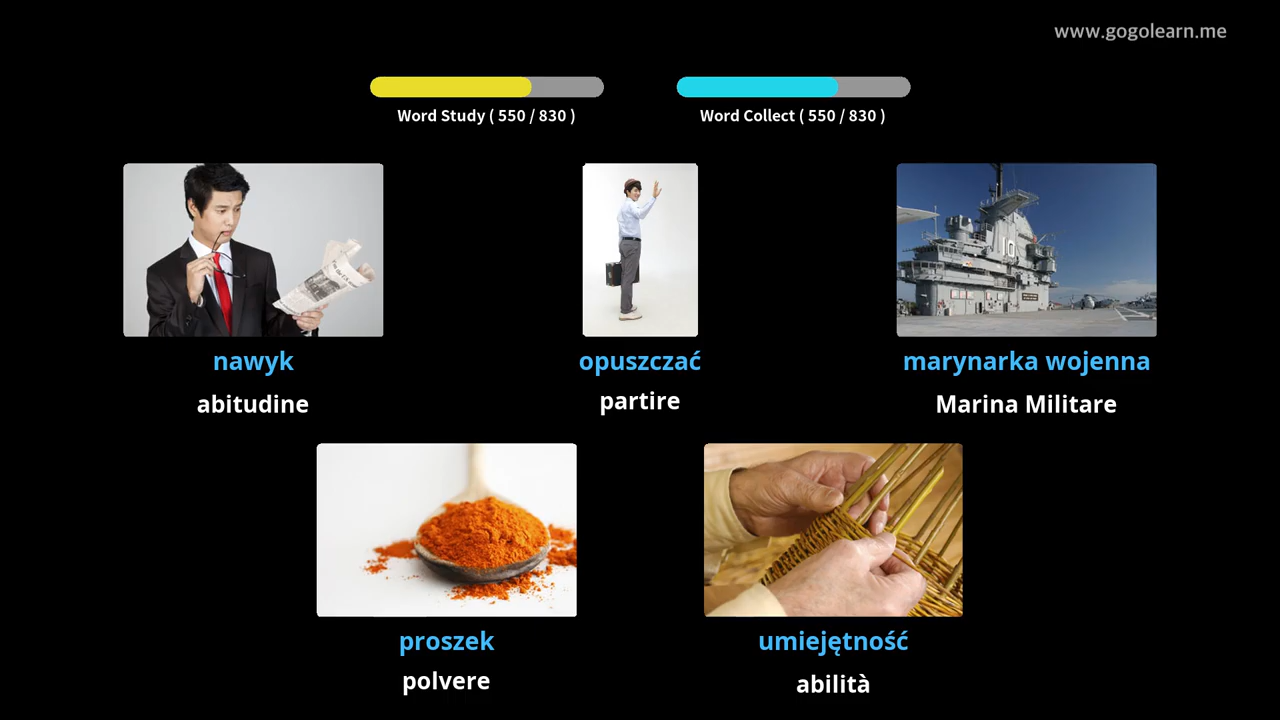 www.gogolearn.me
Word Study ( 550 / 830 )
Word Collect ( 550 / 830 )
nawyk
abitudine
opuszczać
partire
16
marynarka wojenna
Marina Militare
proszek
polvere
umiejętność
abilità